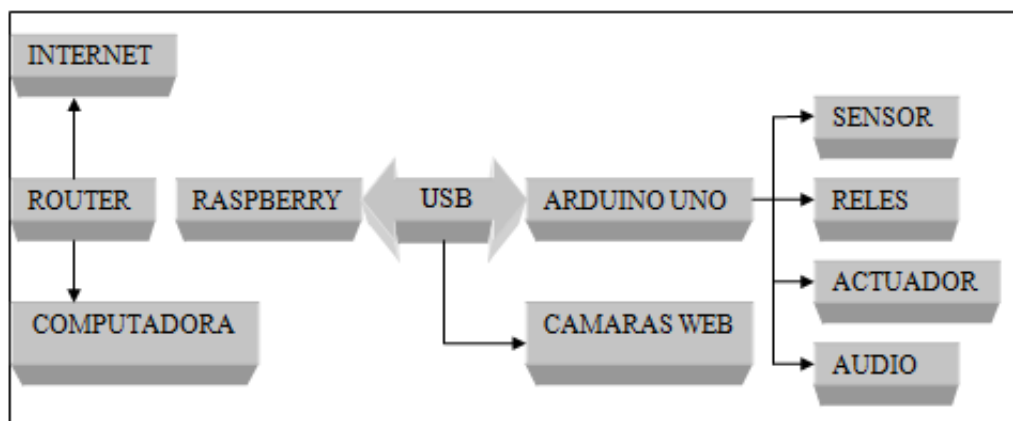 INTERNET
ROUTER
COMPUTADORA
RASPBERRY
USB
ARDUINO UNO
CAMARAS WEB
SENSOR
RELES
ACTUADOR
AUDIO